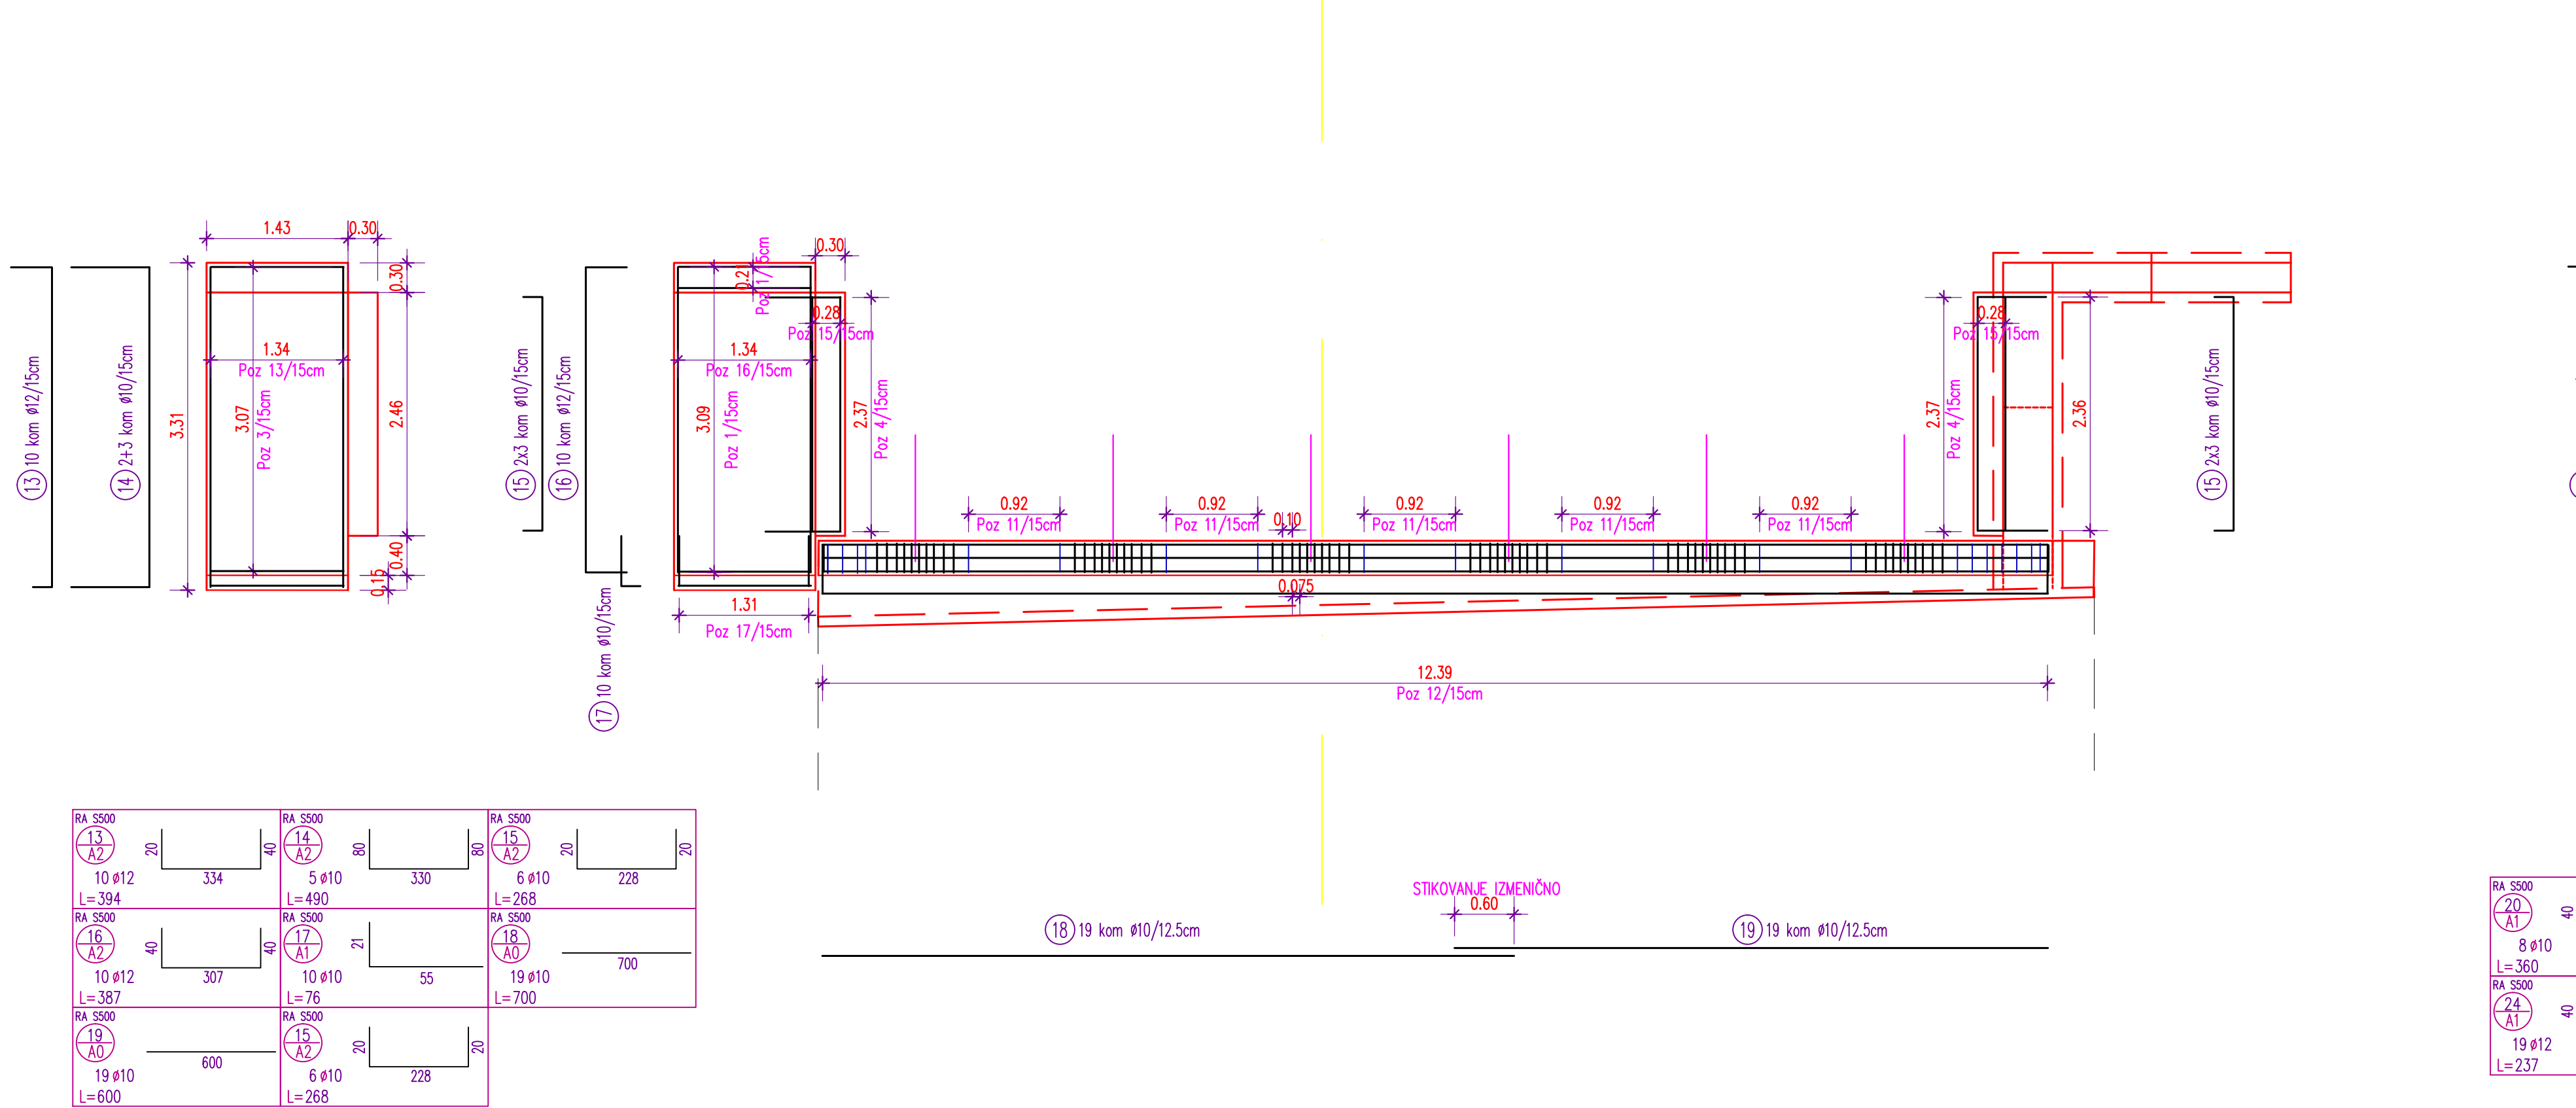 1.43
0.30
0.30
3.31
3.07
Poz 3/15cm
1.34
Poz 13/15cm
2.46
0.40
0.15
13 10 kom ø12/15cm
14 2+3 kom ø10/15cm
15 2x3 kom ø10/15cm
16 10 kom ø12/15cm
17 10 kom ø10/15cm
0.30
0.21
Poz 1/15cm
0.28
Poz 15/15cm
1.34
Poz 16/15cm
3.09
Poz 1/15cm
2.37
Poz 4/15cm
1.31
Poz 17/15cm
0.92
Poz 11/15cm
0.92
Poz 11/15cm
0.10
0.92
Poz 11/15cm
0.92
Poz 11/15cm
0.92
Poz 11/15cm
0.075
0.28
Poz 15/15cm
2.37
Poz 4/15cm
2.36
15 2x3 kom ø10/15cm
12.39
Poz 12/15cm
STIKOVANJE IZMENIČNO
0.60
18 19 kom ø10/12.5cm
19 19 kom ø10/12.5cm
RA S500
13
A2
20
40
10 ø12
334
L=394
RA S500
14
A2
80
80
5 ø10
330
L=490
RA S500
15
A2
20
20
6 ø10
228
L=268
RA S500
16
A2
40
40
10 ø12
307
L=387
RA S500
17
A1
21
10 ø10
55
L=76
RA S500
18
A0
19 ø10
700
L=700
RA S500
19
A0
19 ø10
600
L=600
RA S500
15
A2
20
20
6 ø10
228
L=268
RA S500
20
A1
40
8 ø10
L=360
RA S500
24
A1
40
19 ø12
L=237